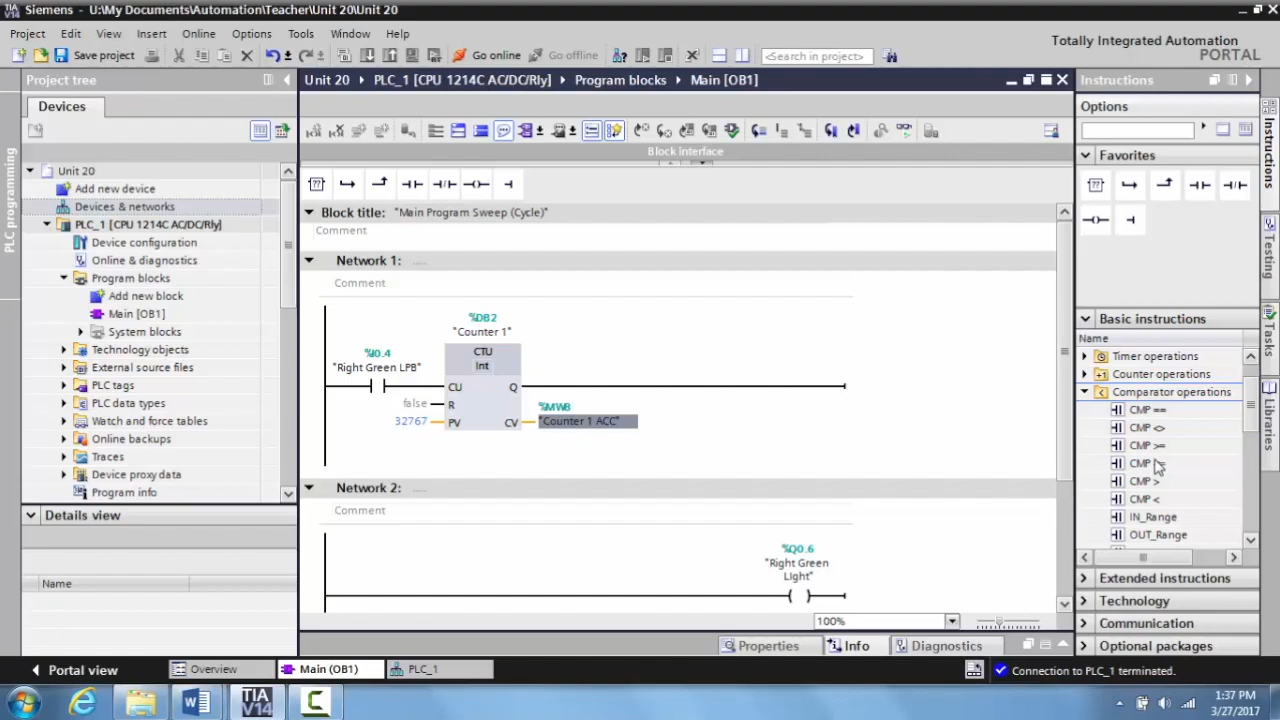 TIA V14 Siemens - U:\My Documents\Automation\Teacher\Unit 20\Unit 20
Project Edit View Insert Online Options Tools Window Help
Totally Integrated Automation
PORTAL
Save project Go online Go offline <Search in project>
Project tree
Devices
PLC programming
Unit 20
Add new device
Devices & networks
PLC_1 [CPU 1214C AC/DC/Rly]
Device configuration
Online & diagnostics
Program blocks
Add new block
Main [OB1]
System blocks
Technology objects
External source files
PLC tags
PLC data types
Watch and force tables
Online backups
Traces
Device proxy data
Program info
Details view
Name
Unit 20 PLC_1 [CPU 1214C AC/DC/Rly] Program blocks Main [OB1]
Block interface
??
Block title: "Main Program Sweep (Cycle)"
Comment
Network 1: .....
Comment
%DB2
"Counter 1"
CTU
Int
%I0.4
"Right Green LPB"
CU Q
false R
32767 PV CV
%MW8
"Counter 1 ACC"
Network 2: .....
Comment
%Q0.6
"Right Green
LIght"
100%
Properties Info Diagnostics
Instructions
Options
Favorites
??
Basic instructions
Name
Timer operations
Counter operations
Comparator operations
CMP ==
CMP <>
CMP >=
CMP
CMP >
CMP <
IN_Range
OUT_Range
Extended instructions
Technology
Communication
Optional packages
Instructions
Testing
Tasks
Libraries
Portal view Overview Main (OB1) PLC_1 Connection to PLC_1 terminated.
TIA V14
1:37 PM
3/27/2017